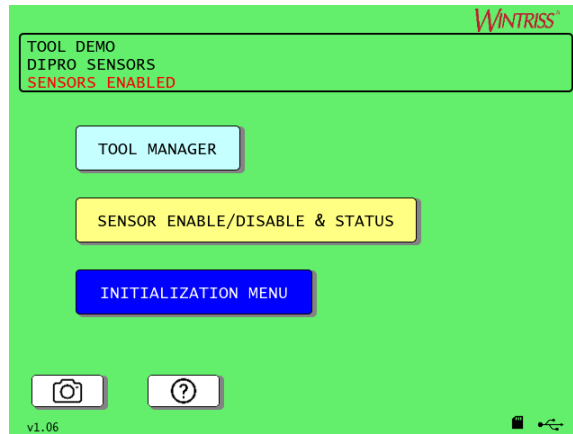 WINTRISS
TOOL DEMO
DIPRO SENSORS
SENSORS ENABLED
TOOL MANAGER
SENSOR ENABLE/DISABLE & STATUS
INITIALIZATION MENU
?
v1.06